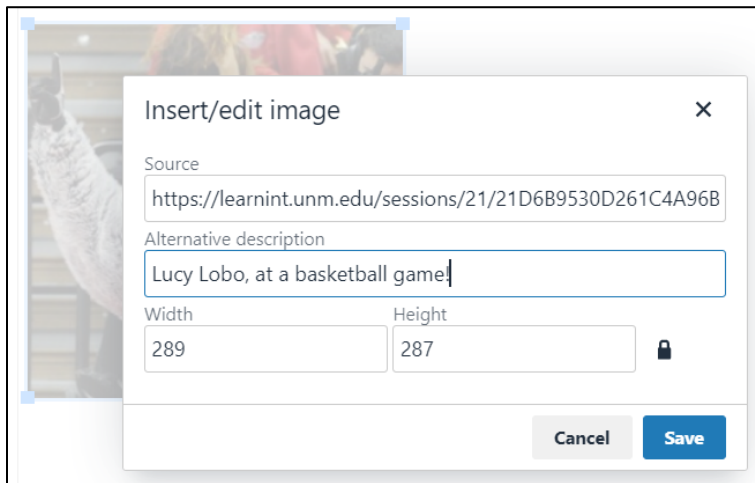 Insert/edit image
Source
https://learnint.unm.edu/sessions/21/21D6B9530D261C4A96B
Alternative description
Lucy Lobo, at a basketball game!
Width Height
289 287
Cancel Save